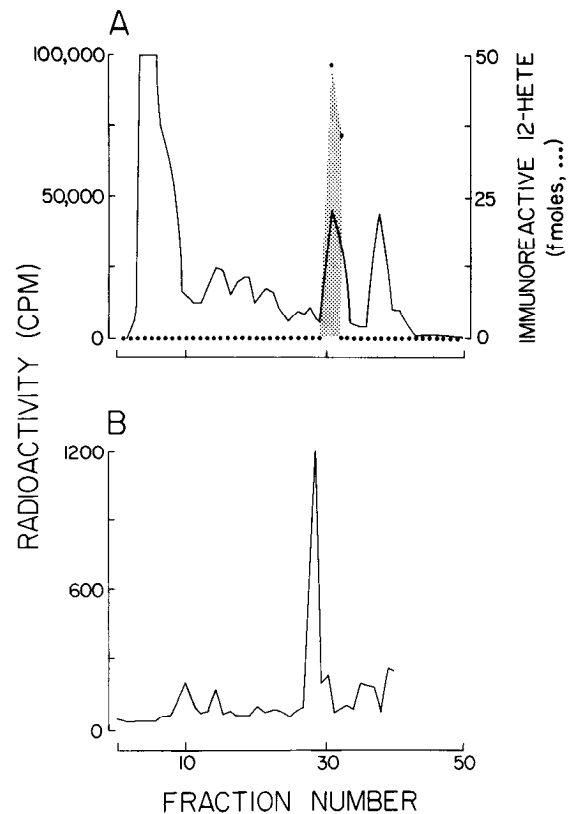 A
100,000
50,000
0
50
25
0
IMMUNOREACTIVE 12-HETE
(fmoles, ...)
RADIOACTIVITY (CPM)
B
1200
600
0
10
30
50
FRACTION NUMBER